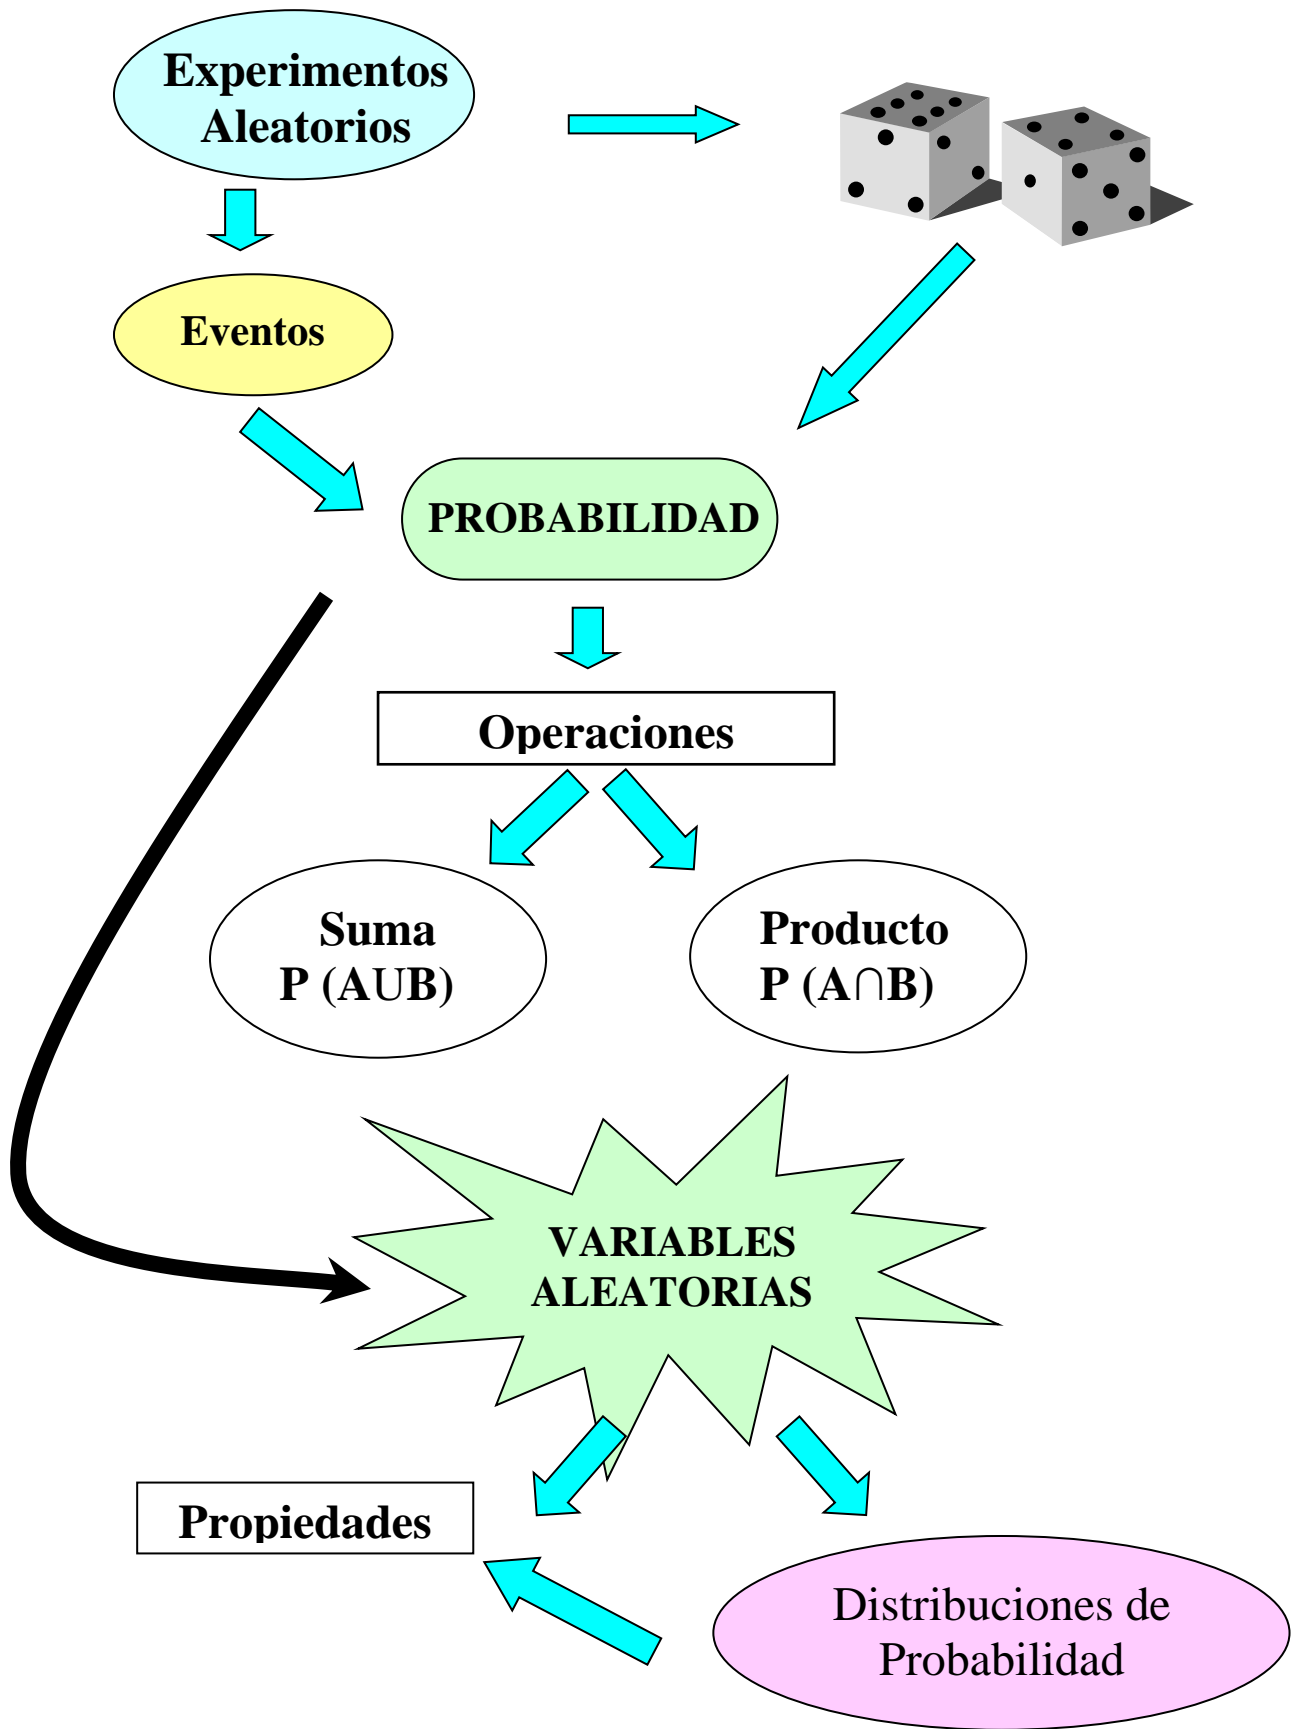 Experimentos
Aleatorios
Eventos
PROBABILIDAD
Operaciones
Suma
P (AUB)
Producto
P (A∩B)
VARIABLES
ALEATORIAS
Propiedades
Distribuciones de
Probabilidad